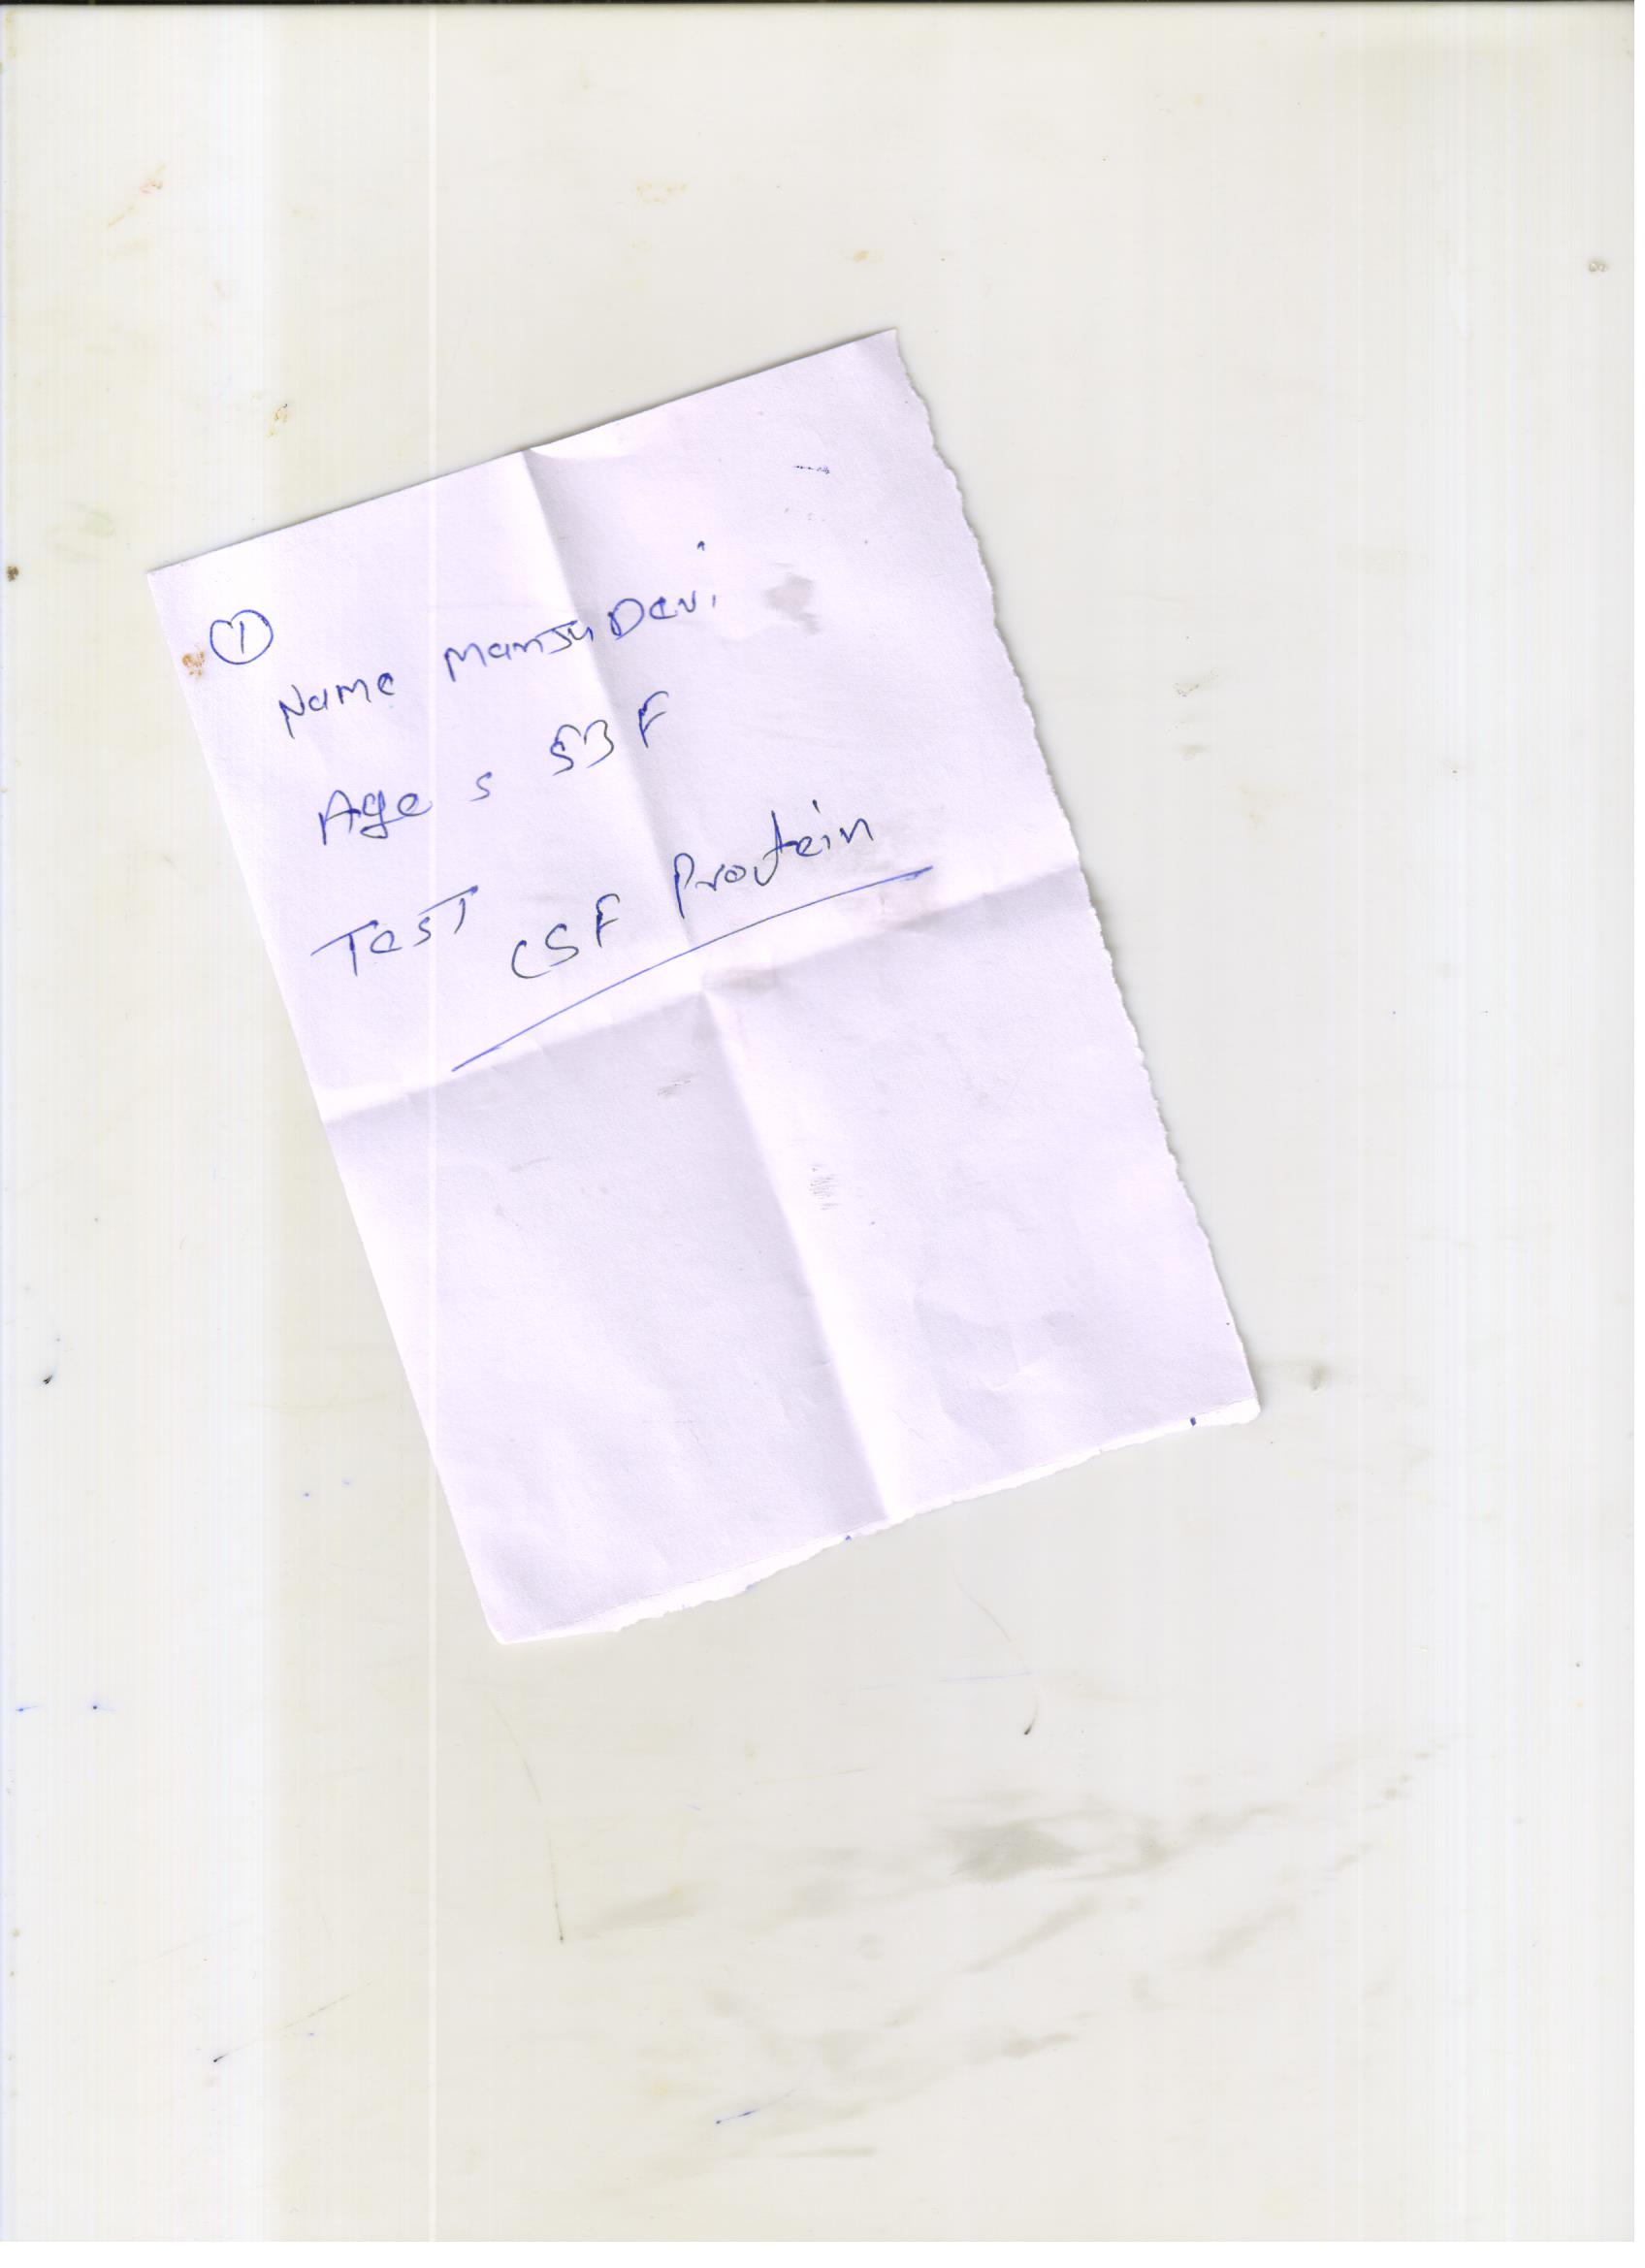 1
Name Manju Devi
Age s 53 F
Test CSF Protein